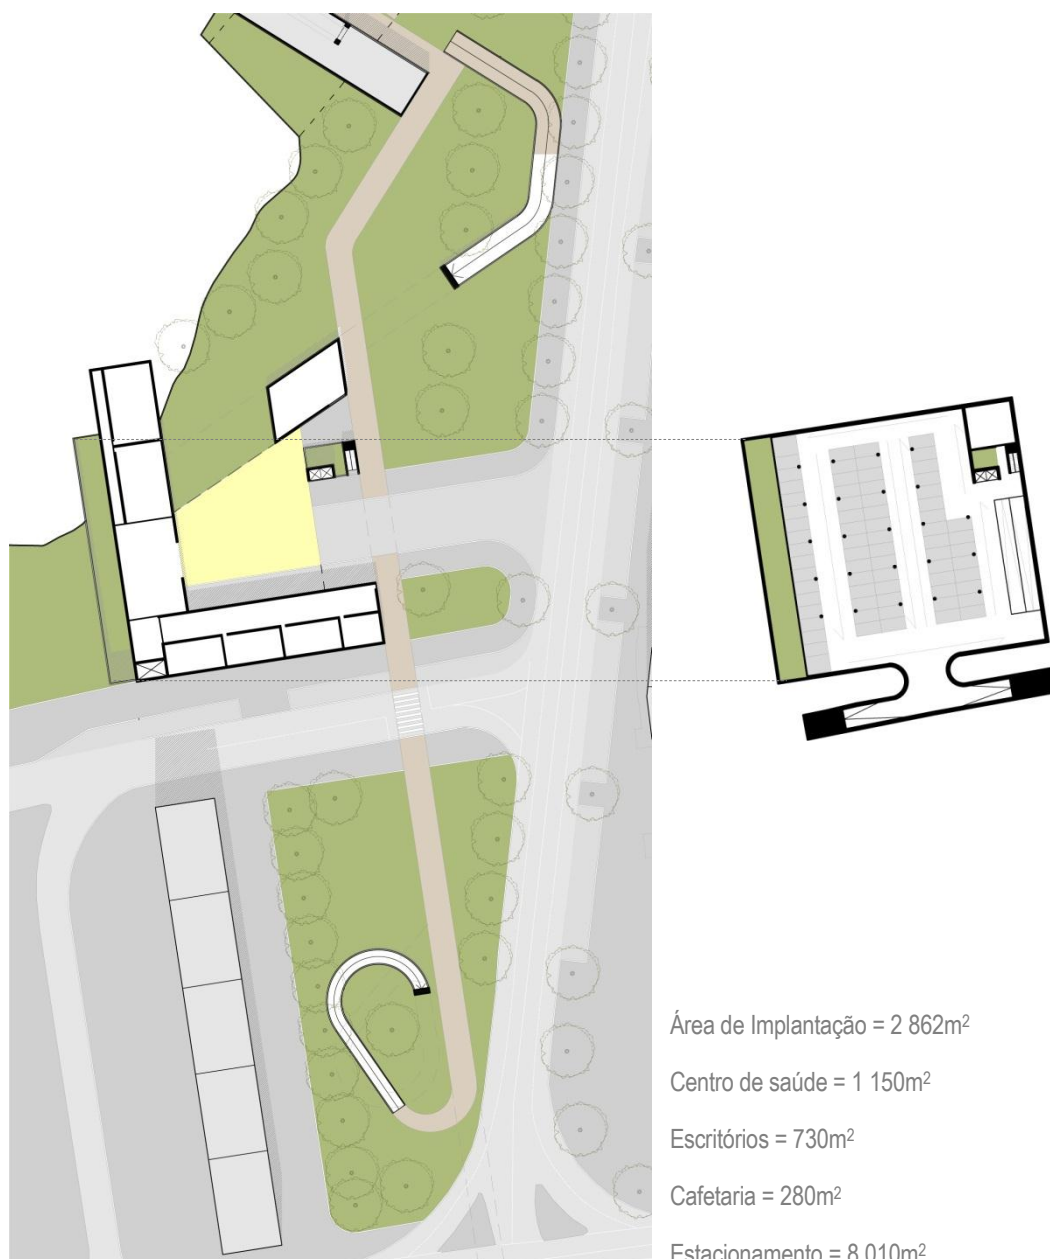 Área de Implantação = 2 862m²
Centro de saúde = 1 150m²
Escritórios = 730m²
Cafetaria = 280m²
Estacionamento = 8 010m²